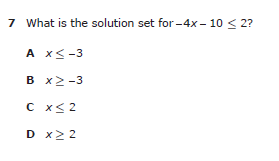 7 What is the solution set for –4x – 10 ≤ 2?
A x ≤ –3
B x ≥ –3
C x ≤ 2
D x ≥ 2